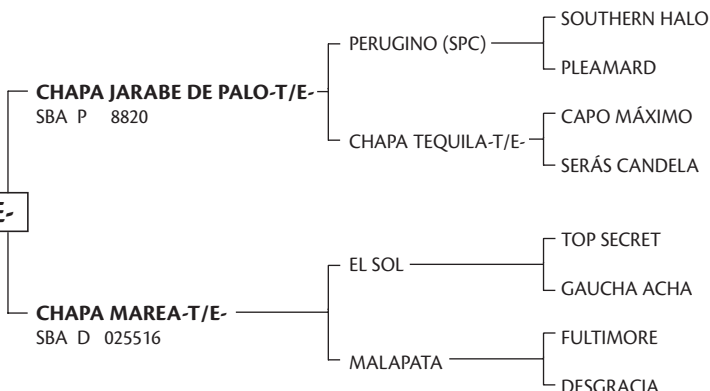 SOUTHERN HALO
PERUGINO (SPC)
PLEAMARD
CHAPA JARABE DE PALO-T/E-
SBA P 8820
CAPO MÁXIMO
CHAPA TEQUILA-T/E-
SERÁS CANDELA
E-
TOP SECRET
EL SOL
GAUCHA ACHA
CHAPA MAREA-T/E-
SBA D 025516
FULTIMORE
MALAPATA
DESGRACIA